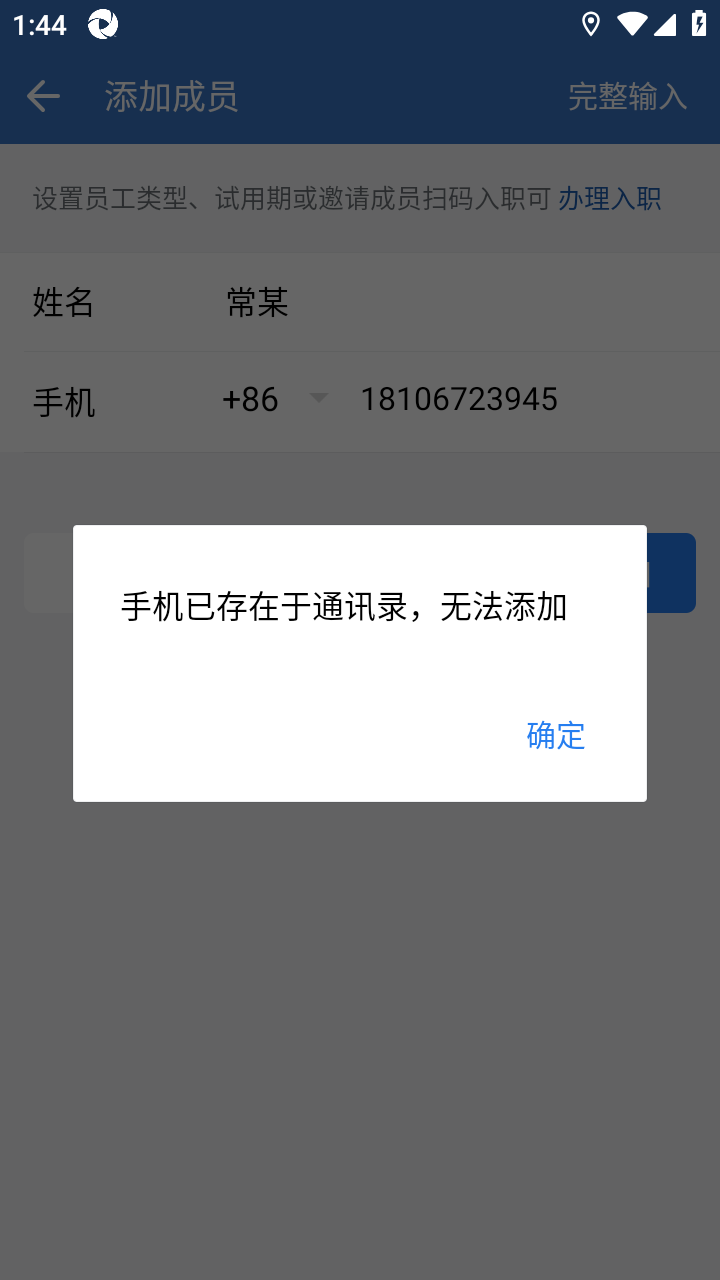 1:44
添加成员
完整输入
设置员工类型、试用期或邀请成员扫码入职可 办理入职
姓名 常某
手机 +86 18106723945
手机已存在于通讯录，无法添加
确定